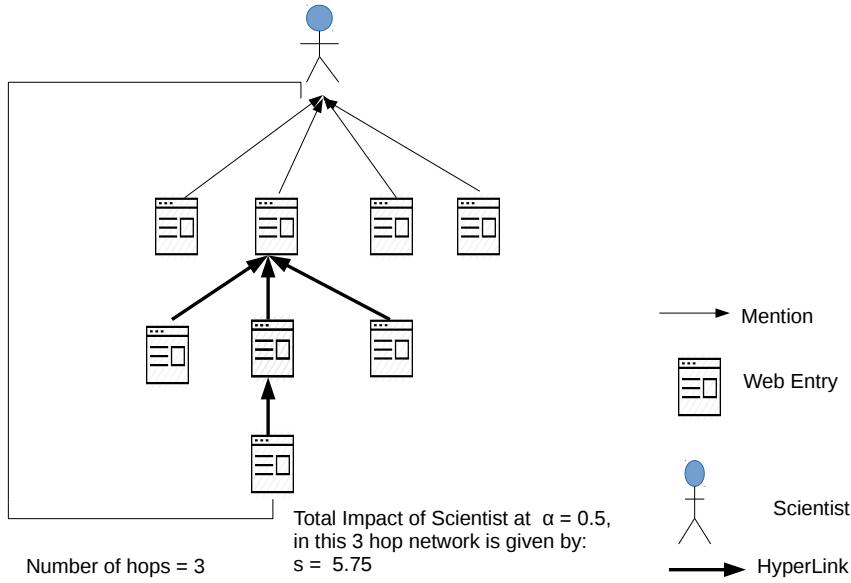 Mention
Web Entry
Scientist
HyperLink
Total Impact of Scientist at α = 0.5,
in this 3 hop network is given by:
s = 5.75
Number of hops = 3